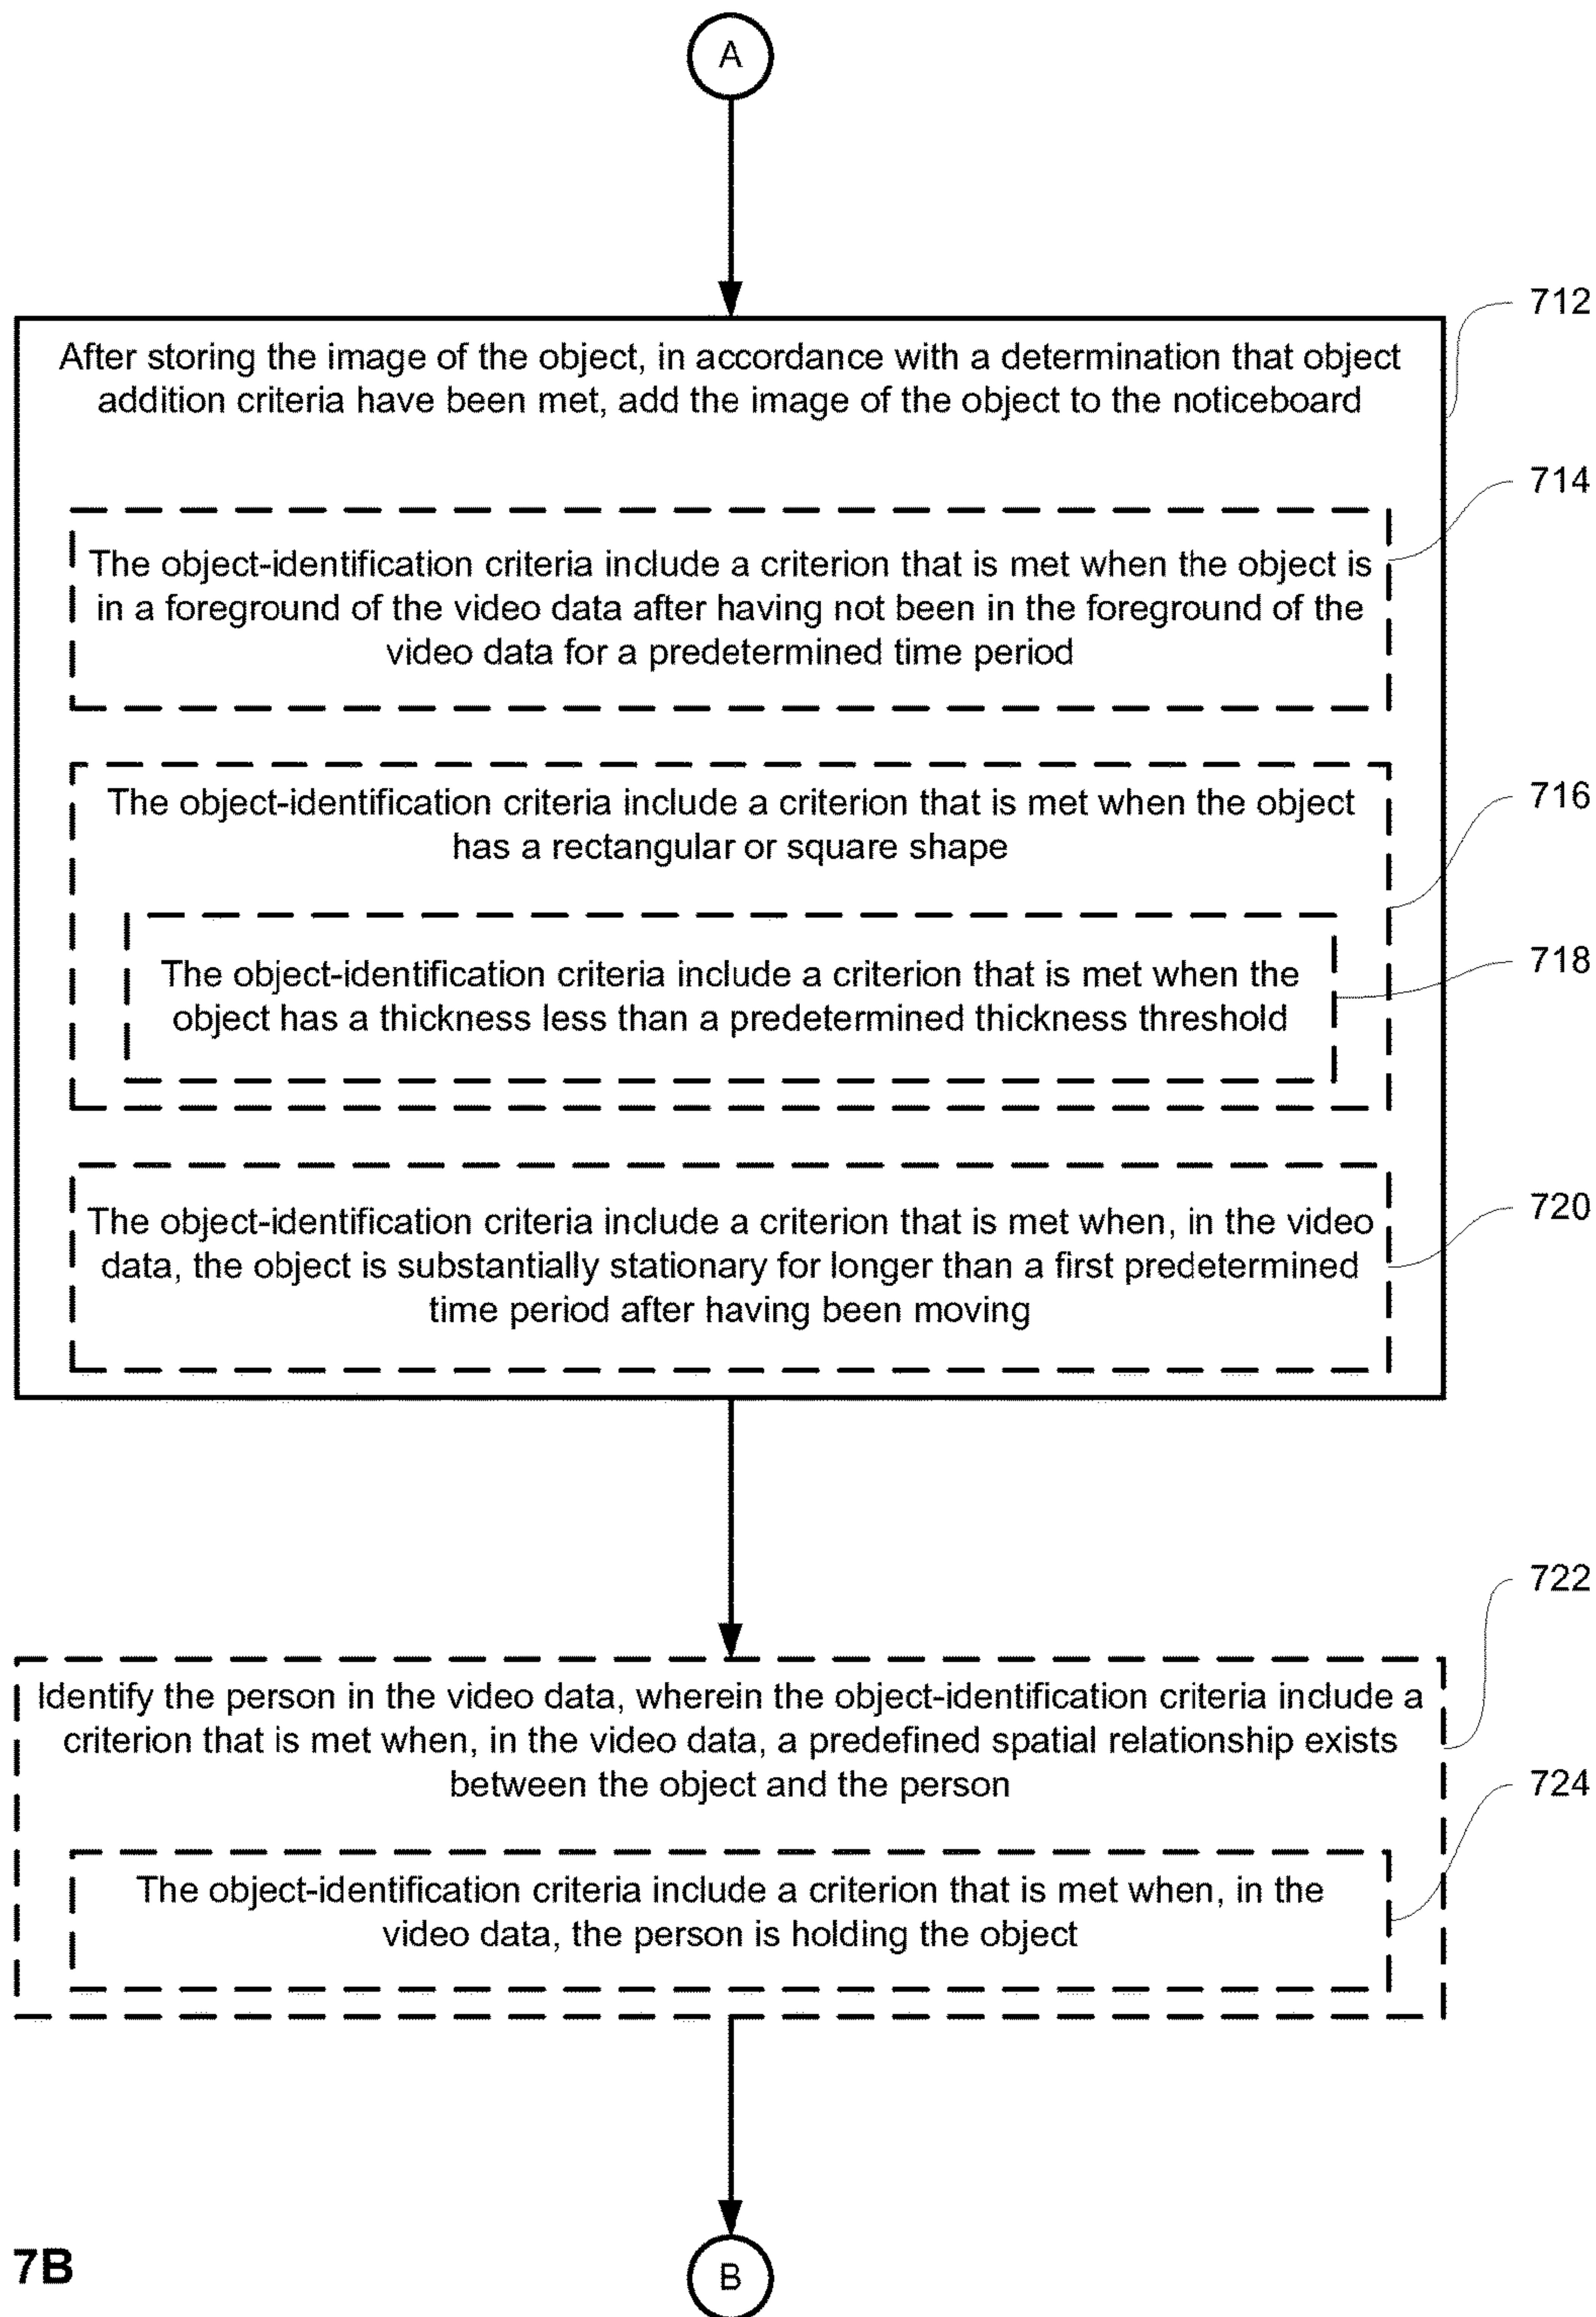 A
712
After storing the image of the object, in accordance with a determination that object
addition criteria have been met, add the image of the object to the noticeboard
714
The object-identification criteria include a criterion that is met when the object is
in a foreground of the video data after having not been in the foreground of the
video data for a predetermined time period
716
The object-identification criteria include a criterion that is met when the object
has a rectangular or square shape
718
The object-identification criteria include a criterion that is met when the
object has a thickness less than a predetermined thickness threshold
720
The object-identification criteria include a criterion that is met when, in the video
data, the object is substantially stationary for longer than a first predetermined
time period after having been moving
722
Identify the person in the video data, wherein the object-identification criteria include a
criterion that is met when, in the video data, a predefined spatial relationship exists
between the object and the person
724
The object-identification criteria include a criterion that is met when, in the
video data, the person is holding the object
7B
B